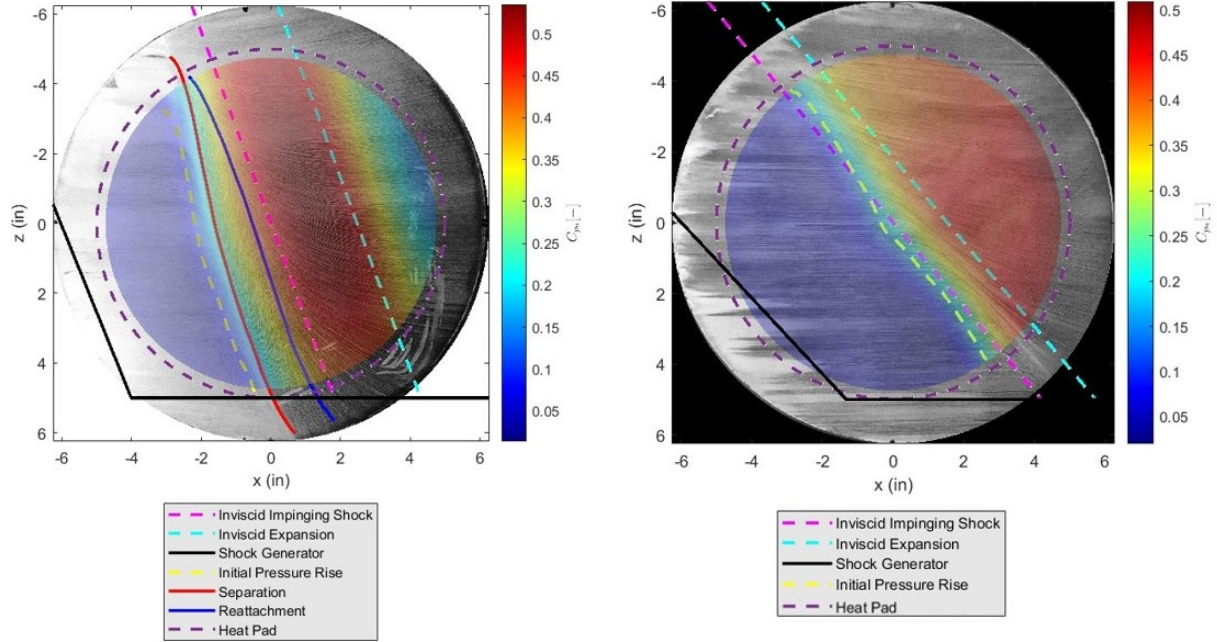 -6
-4
-2
0
2
4
6
z (in)
-6 -4 -2 0 2 4 6
x (in)
0.5
0.45
0.4
0.35
0.3
0.25
0.2
0.15
0.1
0.05
Inviscid Impinging Shock
Inviscid Expansion
Shock Generator
Initial Pressure Rise
Separation
Reattachment
Heat Pad
-6
-4
-2
0
2
4
6
z (in)
-6 -4 -2 0 2 4 6
x (in)
0.5
0.45
0.4
0.35
0.3
0.25
0.2
0.15
0.1
0.05
Inviscid Impinging Shock
Inviscid Expansion
Shock Generator
Initial Pressure Rise
Heat Pad